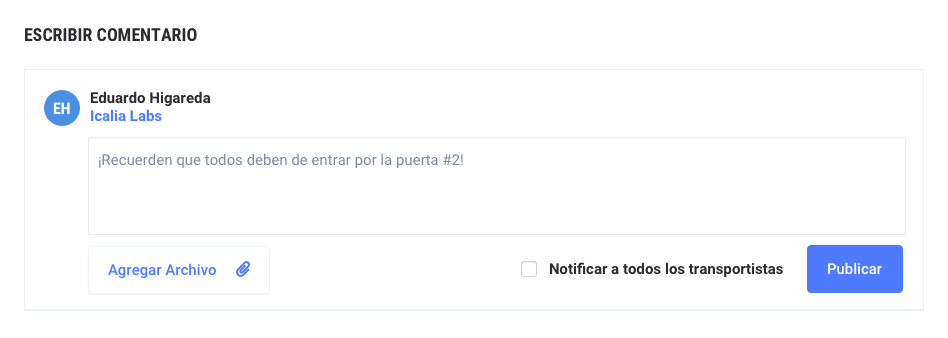 ESCRIBIR COMENTARIO
EH
Eduardo Higareda
Icalia Labs
¡Recuerden que todos deben de entrar por la puerta #2!
Agregar Archivo
Notificar a todos los transportistas
Publicar